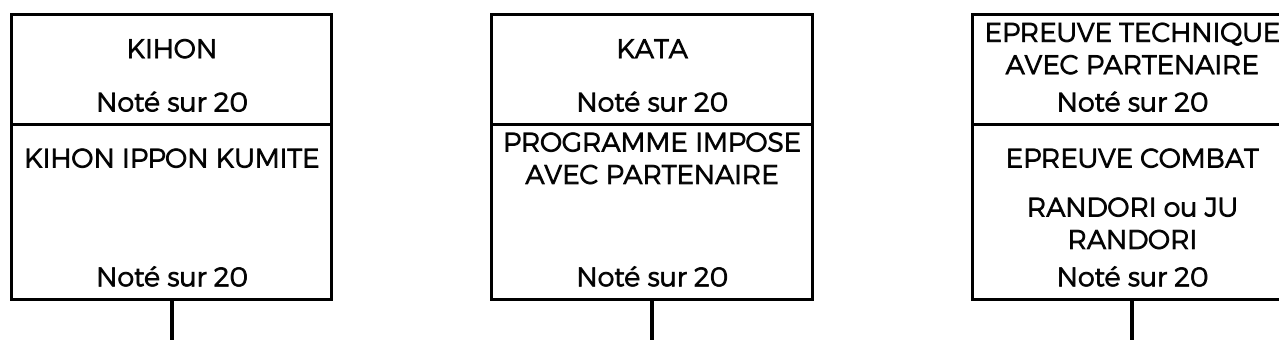 KIHON
Noté sur 20
KIHON IPPON KUMITE
Noté sur 20
KATA
Noté sur 20
PROGRAMME IMPOSE
AVEC PARTENAIRE
Noté sur 20
EPREUVE TECHNIQUE
AVEC PARTENAIRE
Noté sur 20
EPREUVE COMBAT
RANDORI ou JU
RANDORI
Noté sur 20